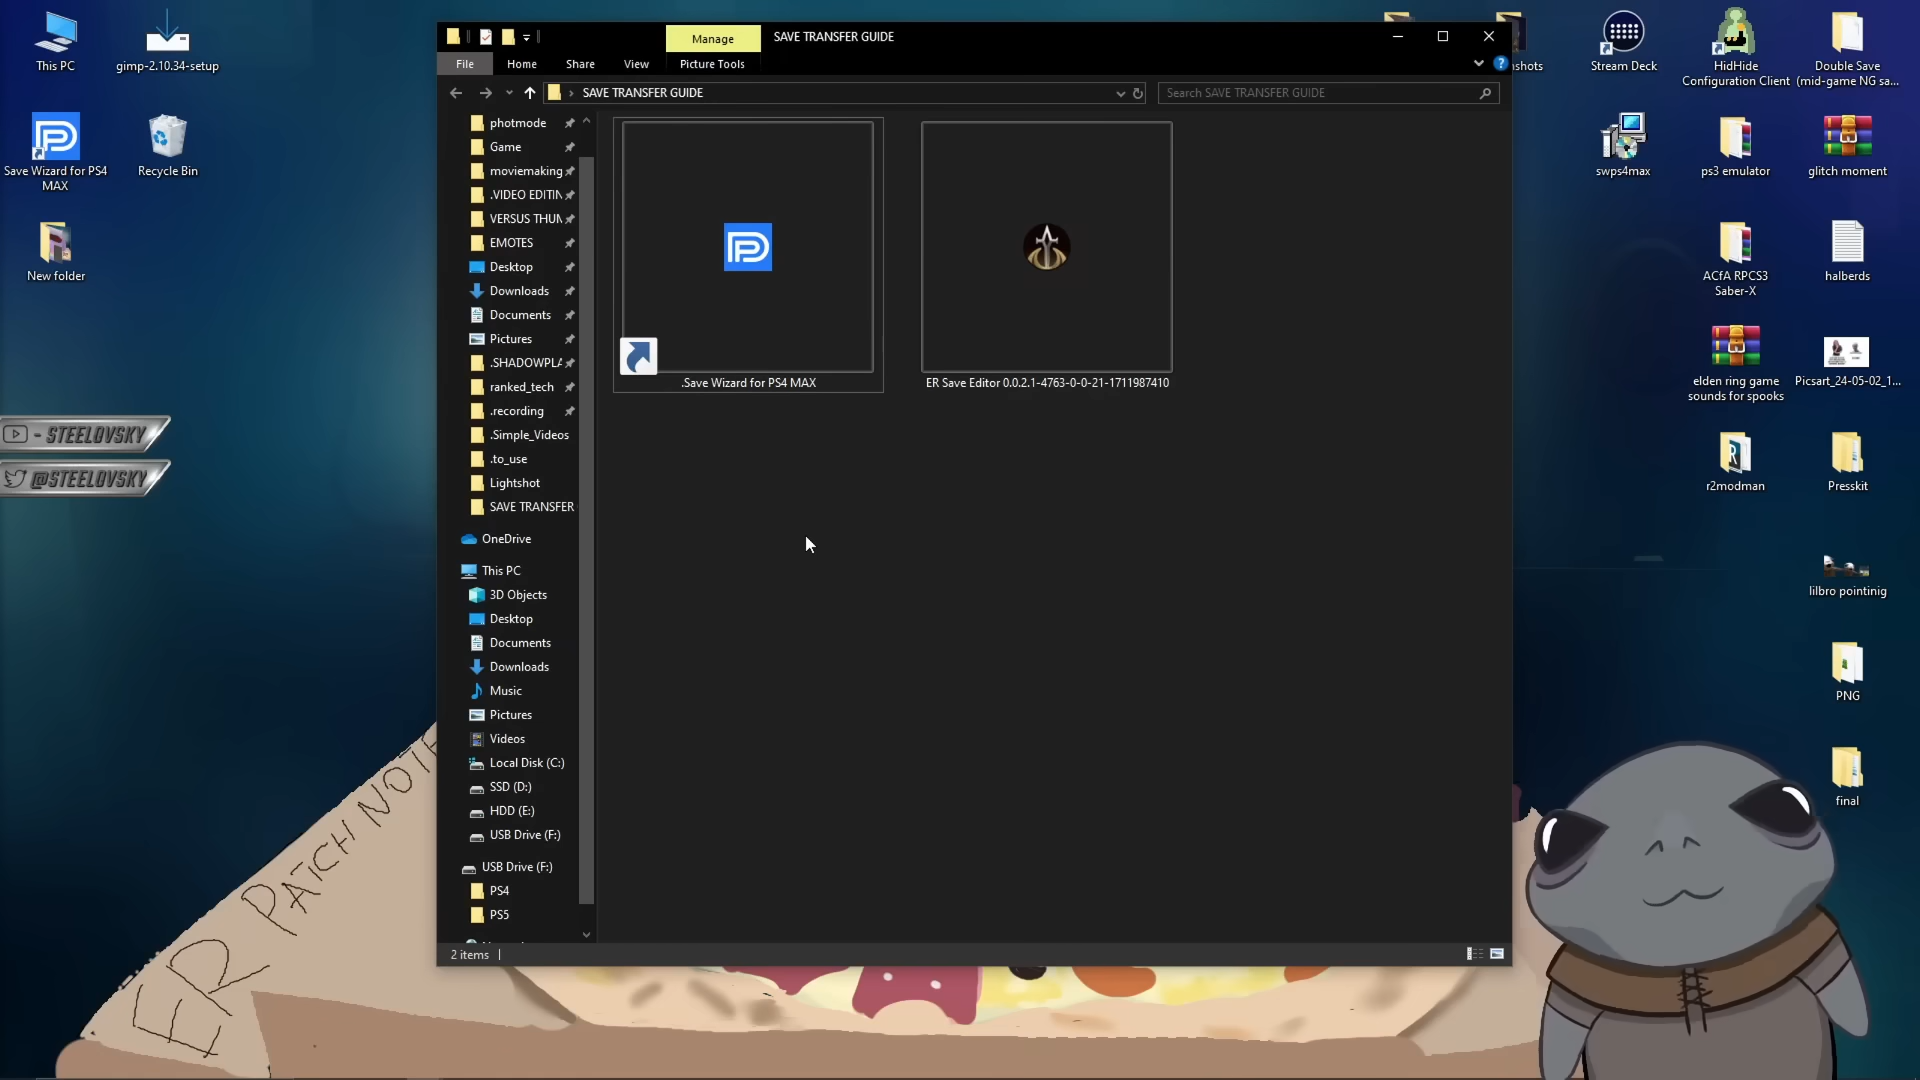 This PC
gimp-2.10.34-setup
Save Wizard for PS4
MAX
Recycle Bin
New folder
- STEELOVSKY
@STEELOVSKY
Manage
SAVE TRANSFER GUIDE
File
Home
Share
View
Picture Tools
SAVE TRANSFER GUIDE
Search SAVE TRANSFER GUIDE
photmode
Game
moviemaking
.VIDEO EDITIN
VERSUS THUN
EMOTES
Desktop
Downloads
Documents
Pictures
.SHADOWPLA
ranked_tech
.recording
.Simple_Videos
.to_use
Lightshot
SAVE TRANSFER
OneDrive
This PC
3D Objects
Desktop
Documents
Downloads
Music
Pictures
Videos
Local Disk (C:)
SSD (D:)
HDD (E:)
USB Drive (F:)
USB Drive (F:)
PS4
PS5
.Save Wizard for PS4 MAX
ER Save Editor 0.0.2.1-4763-0-0-21-1711987410
2 items
shots
Stream Deck
HidHide
Configuration Client
Double Save
(mid-game NG sa...
swps4max
ps3 emulator
glitch moment
ACfA RPCS3
Saber-X
halberds
elden ring game
sounds for spooks
Picsart_24-05-02_1...
r2modman
Presskit
lilbro pointinig
PNG
final
ER PATCH NOTE